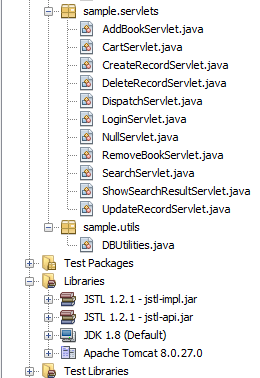 sample.servlets
AddBookServlet.java
CartServlet.java
CreateRecordServlet.java
DeleteRecordServlet.java
DispatchServlet.java
LoginServlet.java
NullServlet.java
RemoveBookServlet.java
SearchServlet.java
ShowSearchResultServlet.java
UpdateRecordServlet.java
sample.utils
DBUtilities.java
Test Packages
Libraries
JSTL 1.2.1 - jstl-impl.jar
JSTL 1.2.1 - jstl-api.jar
JDK 1.8 (Default)
Apache Tomcat 8.0.27.0
Test Libraries